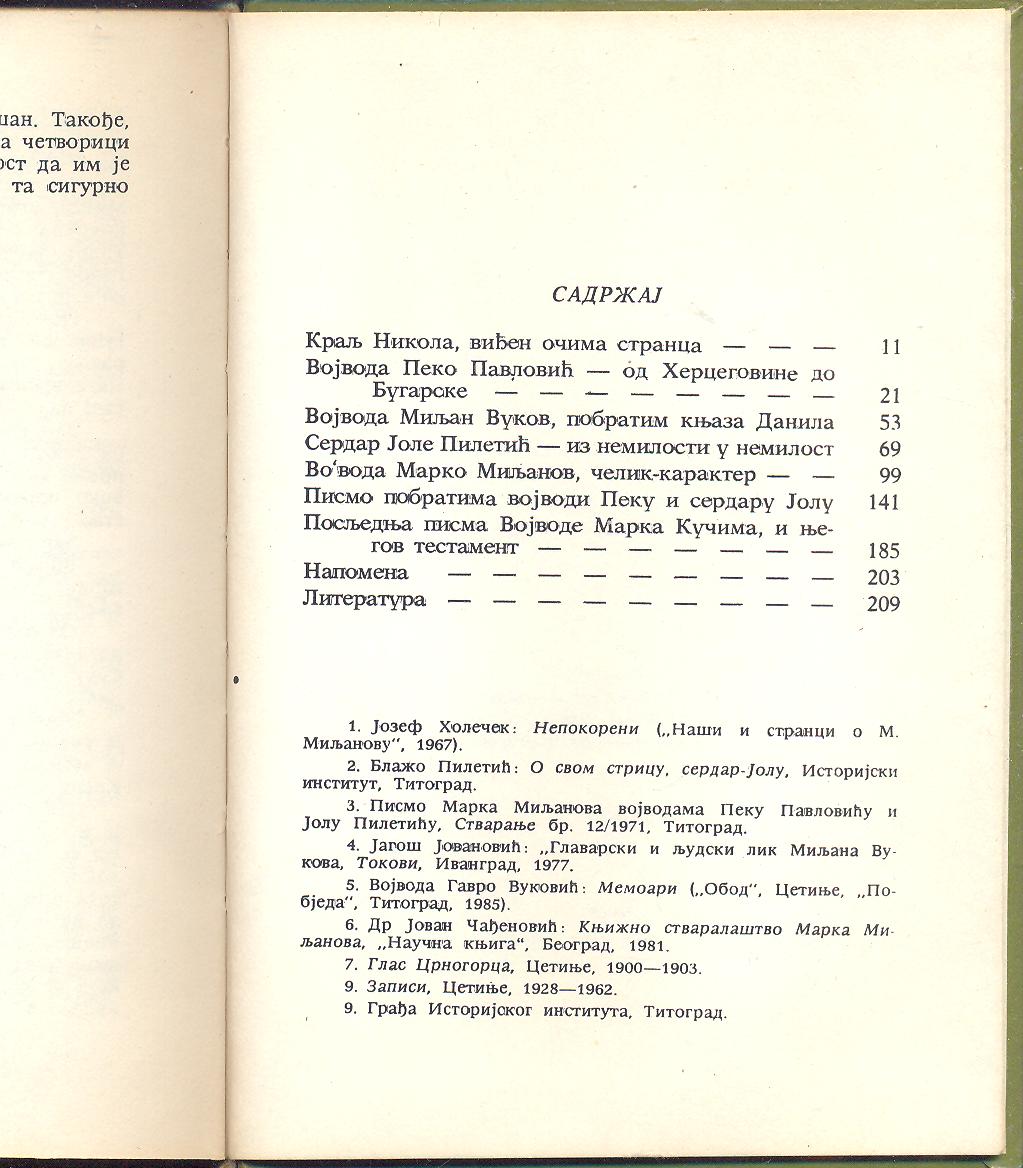 шан. Такође,
а четворици
ост да им је
та сигурно
САДРЖАЈ
Краљ Никола, виђен очима странца — — — 11
Војвода Пеко Павловић — од Херцеговине до
Бугарске — — — — — — — — 21
Војвода Миљан Вуков, побратим књаза Данила 53
Сердар Јоле Пилетић — из немилости у немилост 69
Во'вода Марко Миљанов, челик-карактер — — 99
Писмо побратима војводи Пеку и сердару Јолу 141
Посљедња писма Војводе Марка Кучима, и ње-
гов тестамент — — — — — — — 185
Напомена — — — — — — — — — 203
Литература — — — — — — — — — 209
1. Јозеф Холечек: Непокорени („Наши и странци о М.
Миљанову", 1967).
2. Блажо Пилетић: О свом стрицу, сердар-Јолу, Историјски
институт, Титоград.
3. Писмо Марка Миљанова војводама Пеку Павловићу и
Јолу Пилетићу, Стварање бр. 12/1971, Титоград.
4. Јагош Јовановић: „Главарски и људски лик Миљана Ву-
кова, Токови, Иванград, 1977.
5. Војвода Гавро Вуковић: Мемоари („Обод", Цетиње, „По-
бједа", Титоград, 1985).
6. Др Јован Чађеновић: Књижно стваралаштво Марка Ми-
љанова, „Научна књига", Београд, 1981.
7. Глас Црногорца, Цетиње, 1900—1903.
9. Записи, Цетиње, 1928—1962.
9. Грађа Историјског института, Титоград.